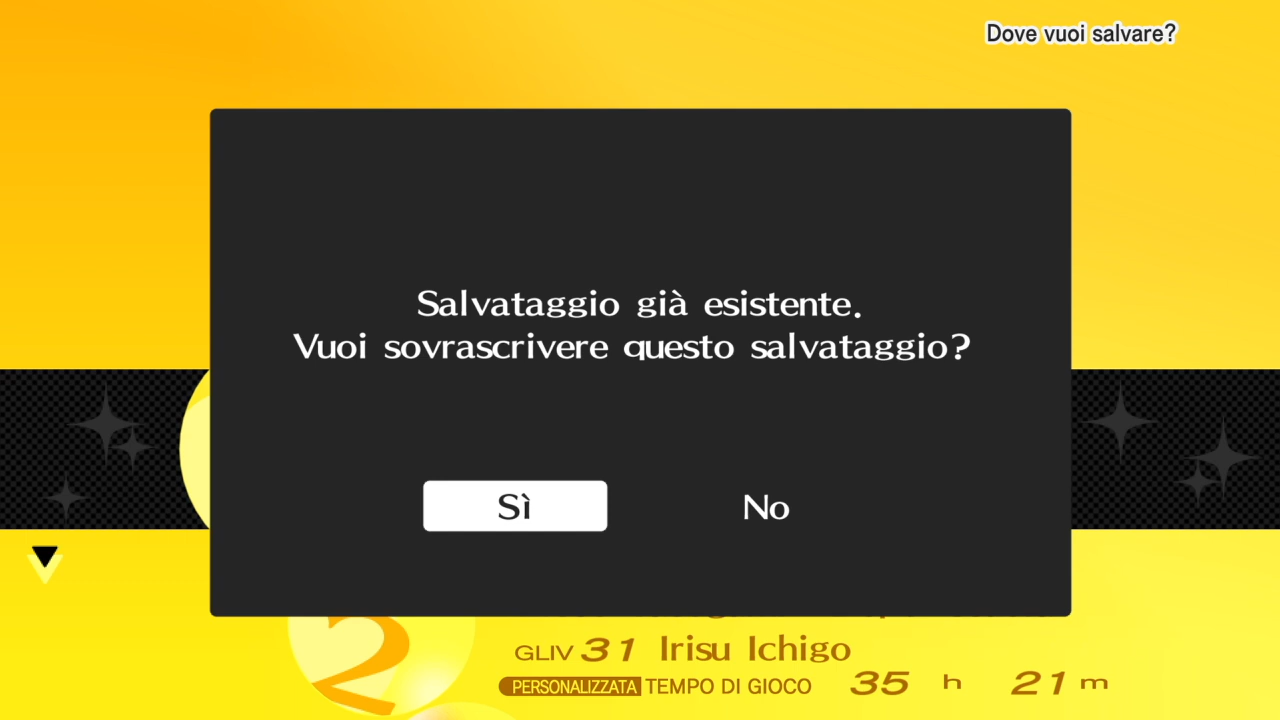 Dove vuoi salvare?
Salvataggio già esistente.
Vuoi sovrascrivere questo salvataggio?
Sì
No
2
GLIV 31 Irisu Ichigo
PERSONALIZZATA TEMPO DI GIOCO 35 h 21 m